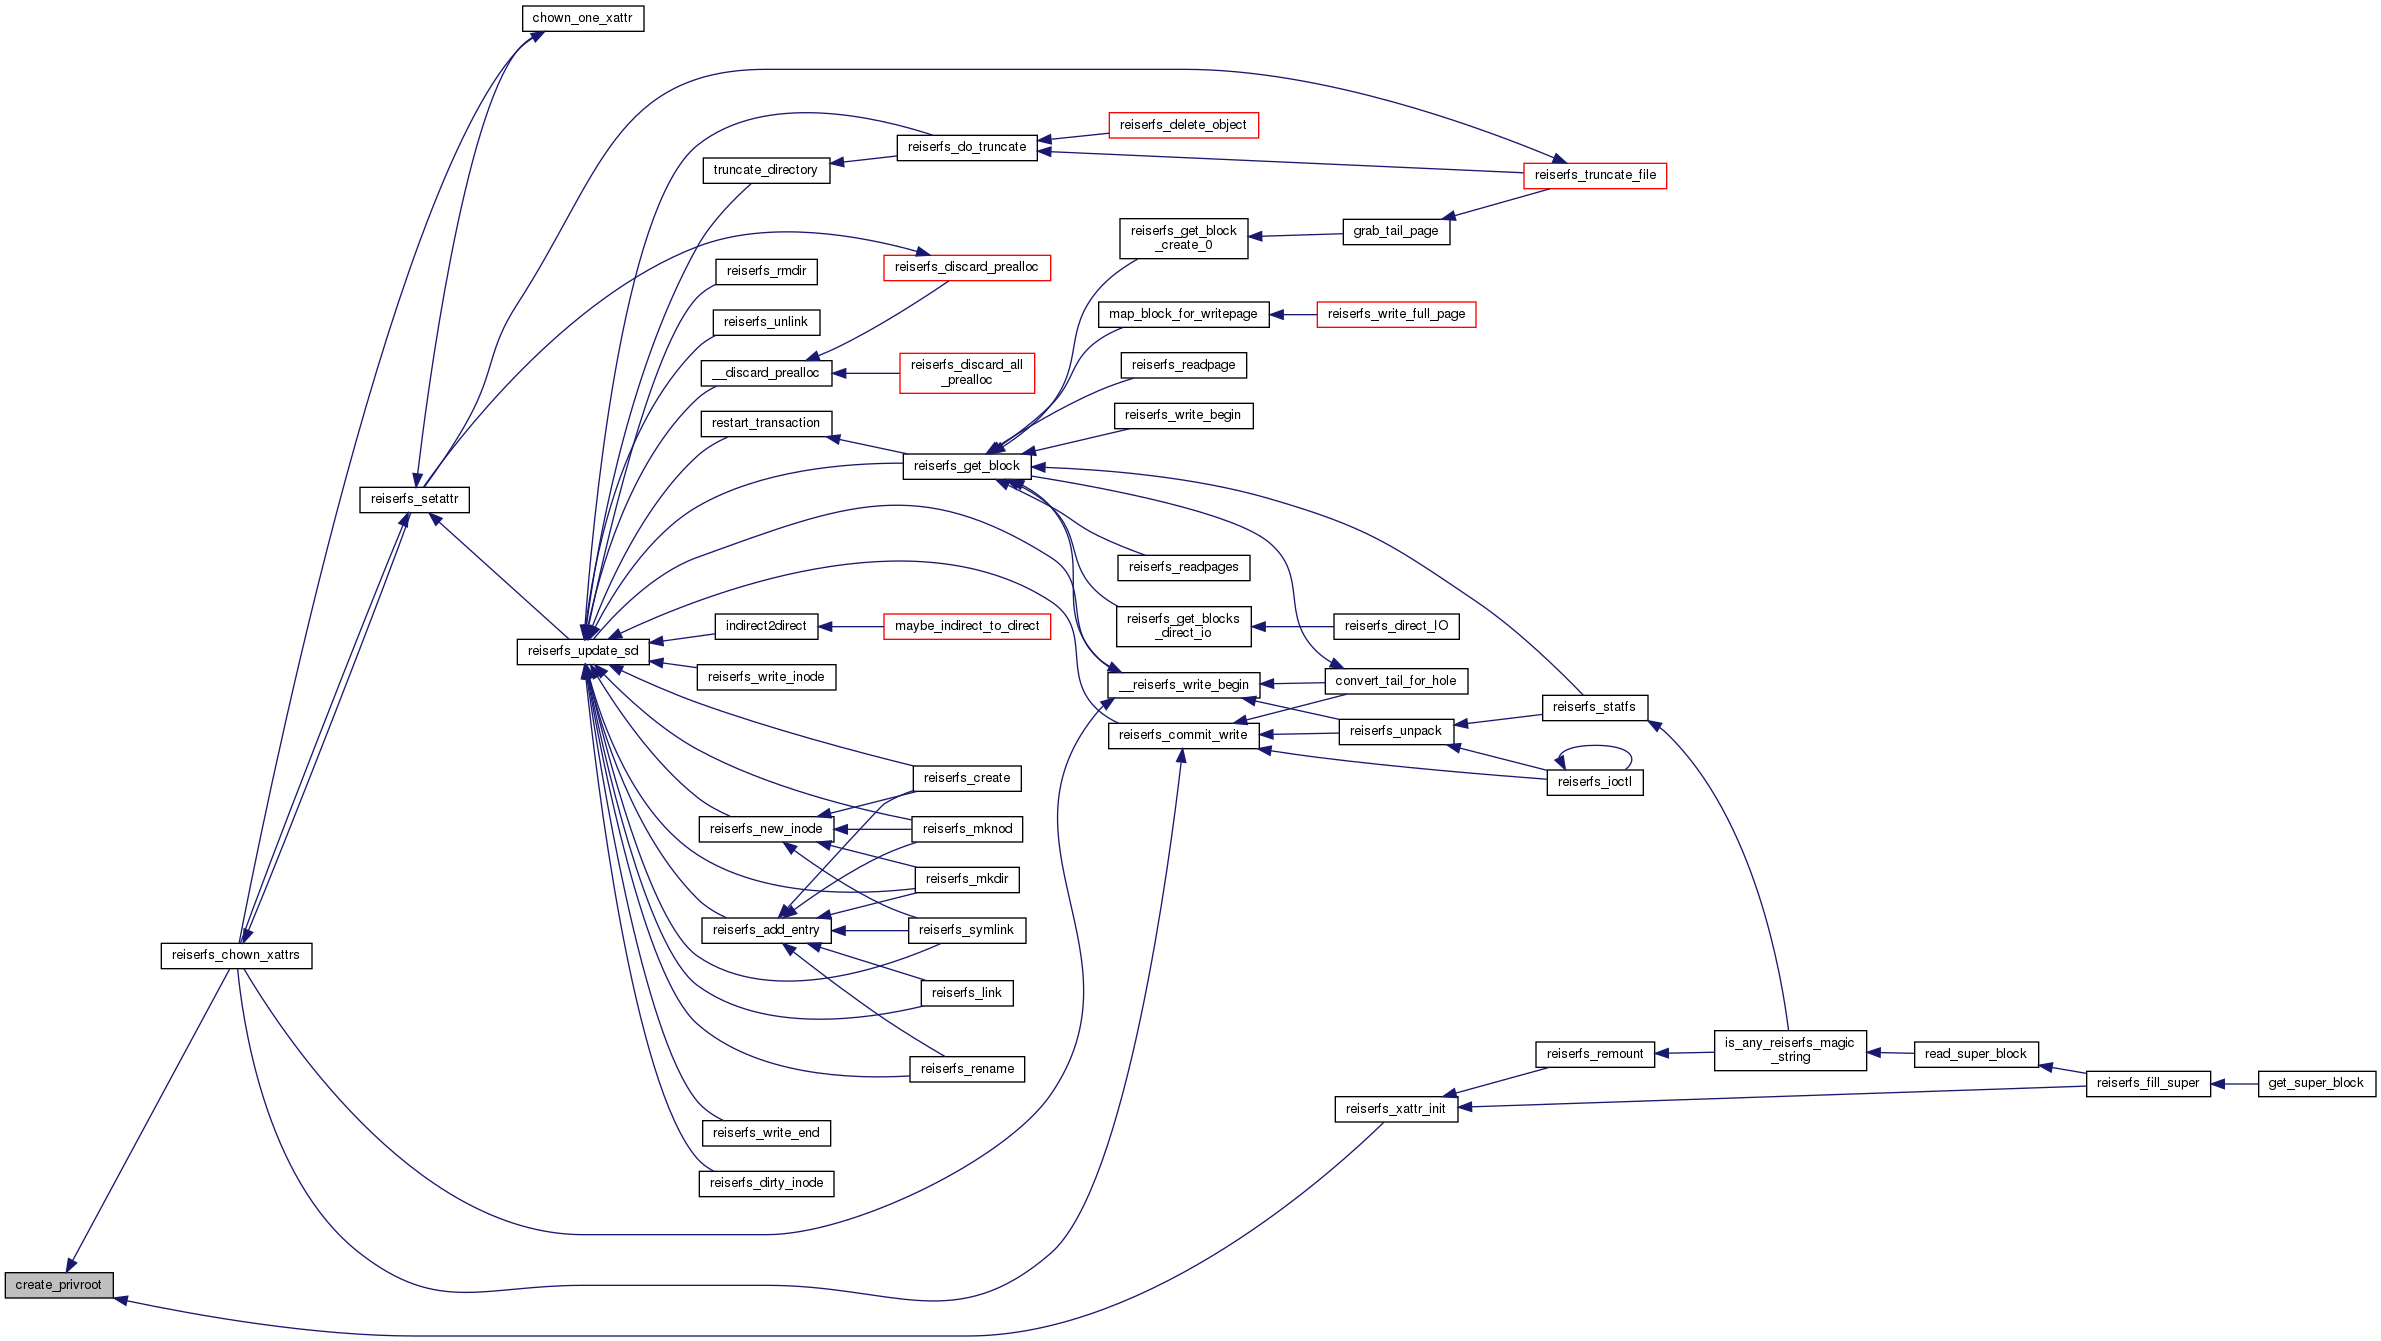 chown_one_xattr
reiserfs_delete_object
reiserfs_do_truncate
truncate_directory
reiserfs_truncate_file
reiserfs_get_block
_create_0
grab_tail_page
reiserfs_rmdir
reiserfs_discard_prealloc
map_block_for_writepage
reiserfs_write_full_page
reiserfs_unlink
reiserfs_readpage
__discard_prealloc
reiserfs_discard_all
_prealloc
reiserfs_write_begin
restart_transaction
reiserfs_get_block
reiserfs_setattr
reiserfs_readpages
indirect2direct
maybe_indirect_to_direct
reiserfs_get_blocks
_direct_io
reiserfs_direct_IO
reiserfs_update_sd
reiserfs_write_inode
__reiserfs_write_begin
convert_tail_for_hole
reiserfs_statfs
reiserfs_commit_write
reiserfs_unpack
reiserfs_create
reiserfs_ioctl
reiserfs_new_inode
reiserfs_mknod
reiserfs_mkdir
reiserfs_add_entry
reiserfs_symlink
reiserfs_chown_xattrs
reiserfs_link
reiserfs_rename
reiserfs_remount
is_any_reiserfs_magic
_string
read_super_block
reiserfs_fill_super
get_super_block
reiserfs_xattr_init
reiserfs_write_end
reiserfs_dirty_inode
create_privroot